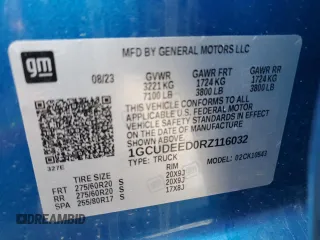 gm
MFD BY GENERAL MOTORS LLC
08/23 GVWR GAWR FRT GAWR RR
3221 KG 1724 KG 1724 KG
7100 LB 3800 LB 3800 LB
THIS VEHICLE CONFORMS TO ALL
APPLICABLE U.S. FEDERAL MOTOR
VEHICLE SAFETY
STANDARDS IN EFFECT ON THE DATE OF
MANUFACTURE SHOWN ABOVE.
1GCUDEED0RZ116032
TYPE: TRUCK
327E
TIRE SIZE RIM
FRT 275/60R20 S 20X9J
RR 275/60R20 S 20X9J
SPA 255/80R17 S 17X8J
DREAMBID